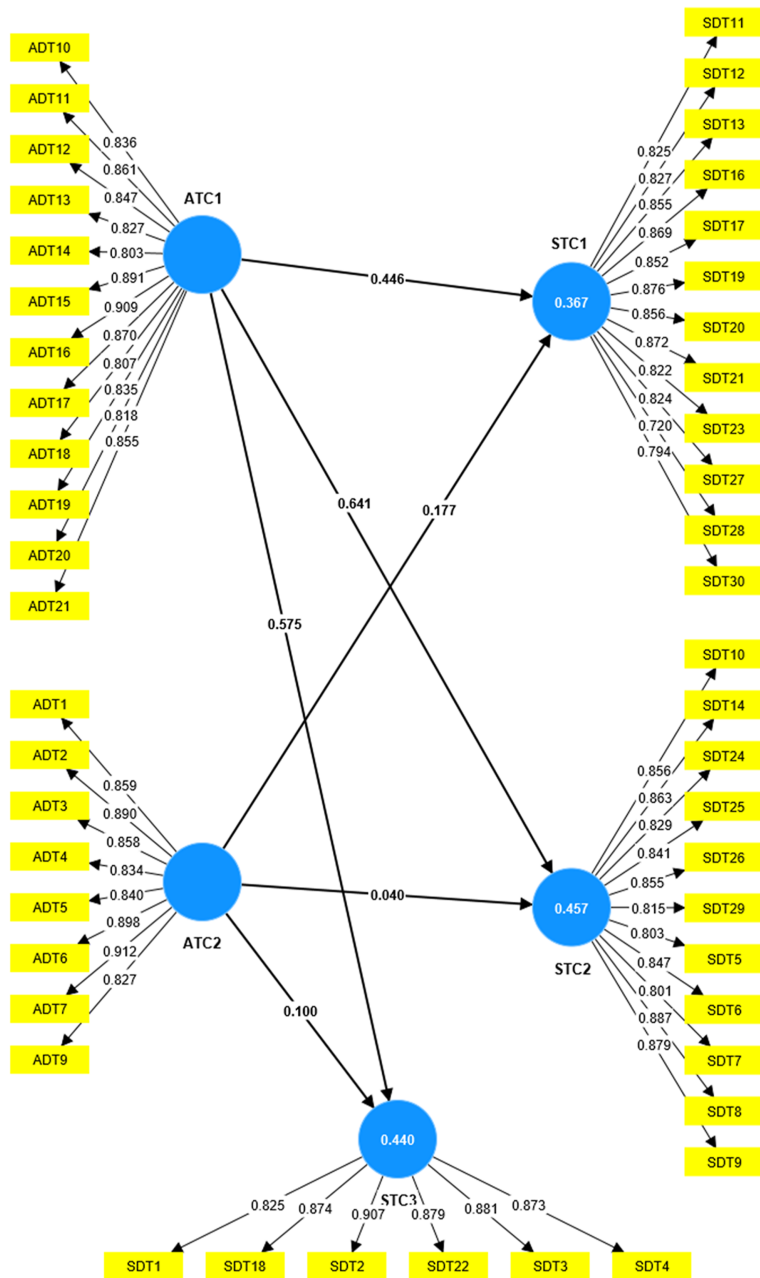 ADT10
ADT11
ADT12
ADT13
ADT14
ADT15
ADT16
ADT17
ADT18
ADT19
ADT20
ADT21
0.836
0.861
0.847
0.827
0.803
0.891
0.909
0.870
0.807
0.835
0.818
0.855
ATC1
0.446
0.641
0.575
0.177
STC1
0.367
0.825
0.827
0.855
0.869
0.852
0.876
0.856
0.872
0.822
0.824
0.720
0.794
SDT11
SDT12
SDT13
SDT16
SDT17
SDT19
SDT20
SDT21
SDT23
SDT27
SDT28
SDT30
ADT1
ADT2
ADT3
ADT4
ADT5
ADT6
ADT7
ADT9
0.859
0.890
0.858
0.834
0.840
0.898
0.912
0.827
ATC2
0.040
0.100
0.457
STC2
0.856
0.863
0.829
0.841
0.855
0.815
0.803
0.847
0.801
0.887
0.879
SDT10
SDT14
SDT24
SDT25
SDT26
SDT29
SDT5
SDT6
SDT7
SDT8
SDT9
0.440
STC3
0.825
0.874
0.907
0.879
0.881
0.873
SDT1
SDT18
SDT2
SDT22
SDT3
SDT4